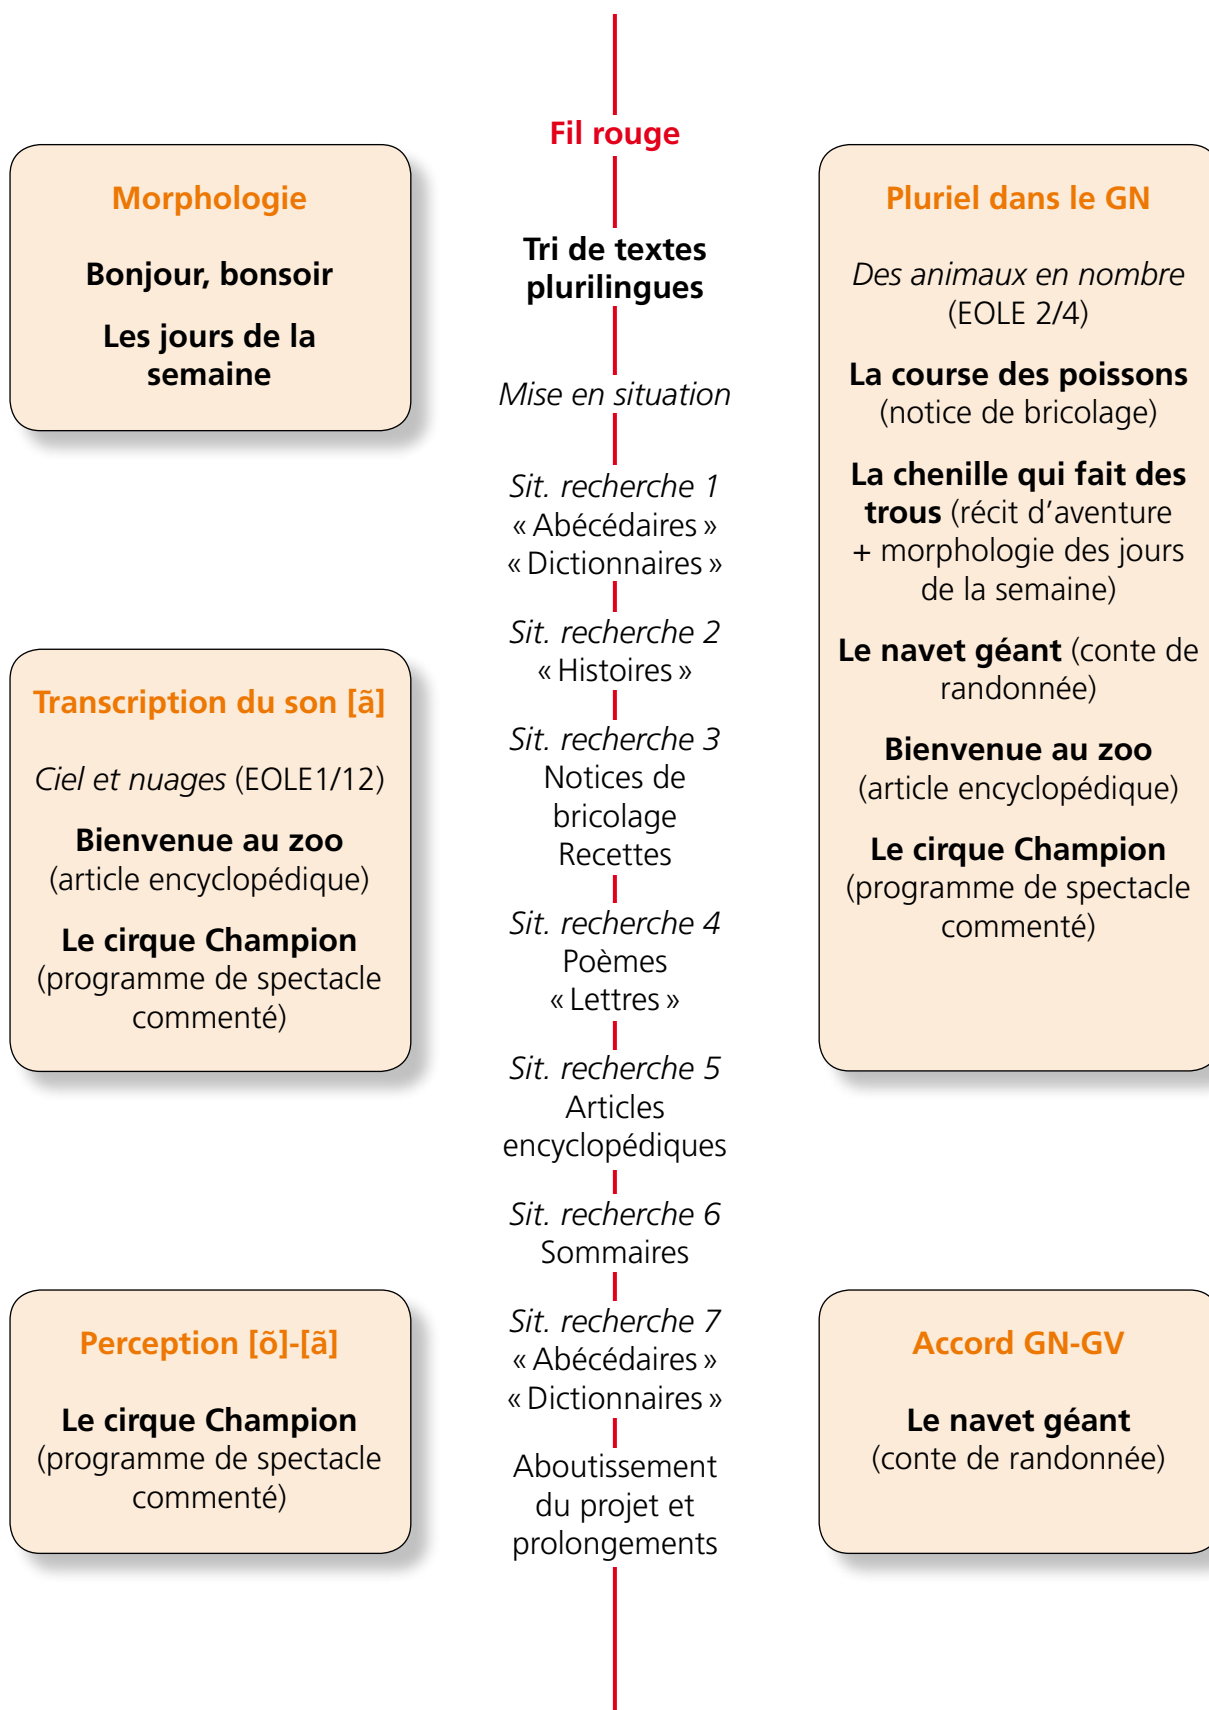 Fil rouge
Tri de textes
plurilingues
Mise en situation
Sit. recherche 1
« Abécédaires »
« Dictionnaires »
Sit. recherche 2
« Histoires »
Sit. recherche 3
Notices de
bricolage
Recettes
Sit. recherche 4
Poèmes
« Lettres »
Sit. recherche 5
Articles
encyclopédiques
Sit. recherche 6
Sommaires
Sit. recherche 7
« Abécédaires »
« Dictionnaires »
Aboutissement
du projet et
prolongements
Morphologie
Bonjour, bonsoir
Les jours de la
semaine
Transcription du son [ã]
Ciel et nuages (EOLE1/12)
Bienvenue au zoo
(article encyclopédique)
Le cirque Champion
(programme de spectacle
commenté)
Perception [õ]-[ã]
Le cirque Champion
(programme de spectacle
commenté)
Pluriel dans le GN
Des animaux en nombre
(EOLE 2/4)
La course des poissons
(notice de bricolage)
La chenille qui fait des
trous (récit d’aventure
+ morphologie des jours
de la semaine)
Le navet géant (conte de
randonnée)
Bienvenue au zoo
(article encyclopédique)
Le cirque Champion
(programme de spectacle
commenté)
Accord GN-GV
Le navet géant
(conte de randonnée)